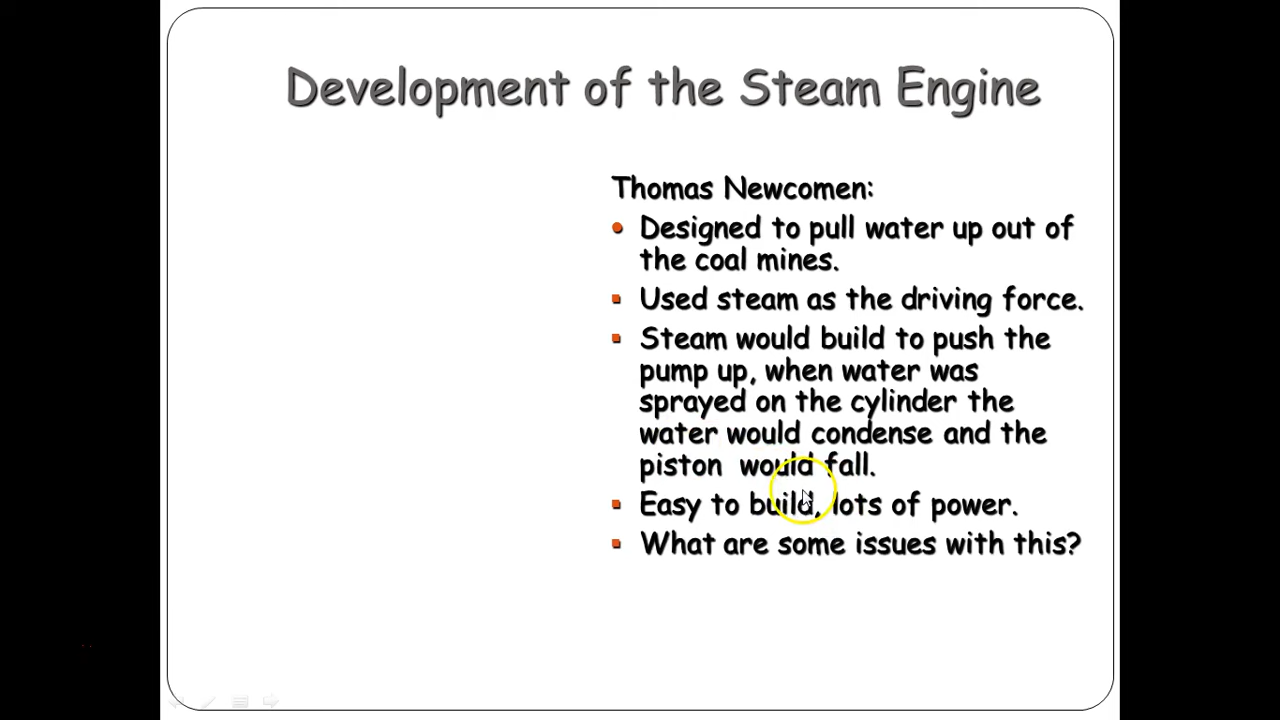 Development of the Steam Engine
Thomas Newcomen:
• Designed to pull water up out of
the coal mines.
▪ Used steam as the driving force.
▪ Steam would build to push the
pump up, when water was
sprayed on the cylinder the
water would condense and the
piston would fall.
▪ Easy to build, lots of power.
▪ What are some issues with this?